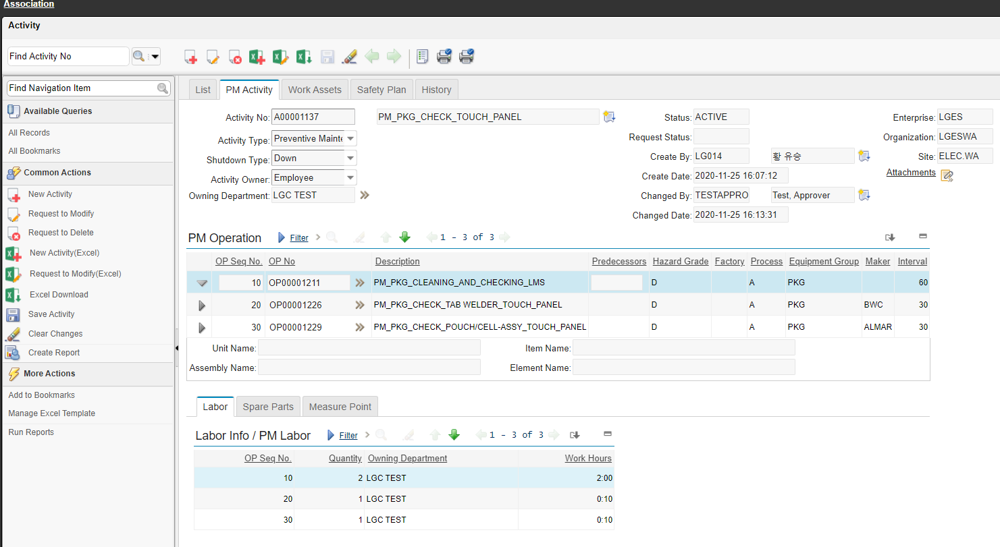 Association
Activity
Find Activity No
Find Navigation Item
Available Queries
All Records
All Bookmarks
Common Actions
New Activity
Request to Modify
Request to Delete
New Activity(Excel)
Request to Modify(Excel)
Excel Download
Save Activity
Clear Changes
Create Report
More Actions
Add to Bookmarks
Manage Excel Template
Run Reports
List PM Activity Work Assets Safety Plan History
Activity No: A00001137 PM_PKG_CHECK_TOUCH_PANEL Status: ACTIVE Enterprise: LGES
Activity Type: Preventive Mainte Request Status: Organization: LGESWA
Shutdown Type: Down Create By: LG014 황 유승 Site: ELEC.WA
Activity Owner: Employee Create Date: 2020-11-25 16:07:12 Attachments
Owning Department: LGC TEST Changed By: TESTAPPRO Test, Approver
Changed Date: 2020-11-25 16:13:31
PM Operation Filter 1 - 3 of 3
OP Seq No. OP No Description Predecessors Hazard Grade Factory Process Equipment Group Maker Interval
10 OP00001211 PM_PKG_CLEANING_AND_CHECKING_LMS D A PKG 60
20 OP00001226 PM_PKG_CHECK_TAB WELDER_TOUCH_PANEL D A PKG BWC 30
30 OP00001229 PM_PKG_CHECK_POUCH/CELL-ASSY_TOUCH_PANEL D A PKG ALMAR 30
Unit Name: Item Name:
Assembly Name: Element Name:
Labor Spare Parts Measure Point
Labor Info / PM Labor Filter 1 - 3 of 3
OP Seq No. Quantity Owning Department Work Hours
10 2 LGC TEST 2:00
20 1 LGC TEST 0:10
30 1 LGC TEST 0:10